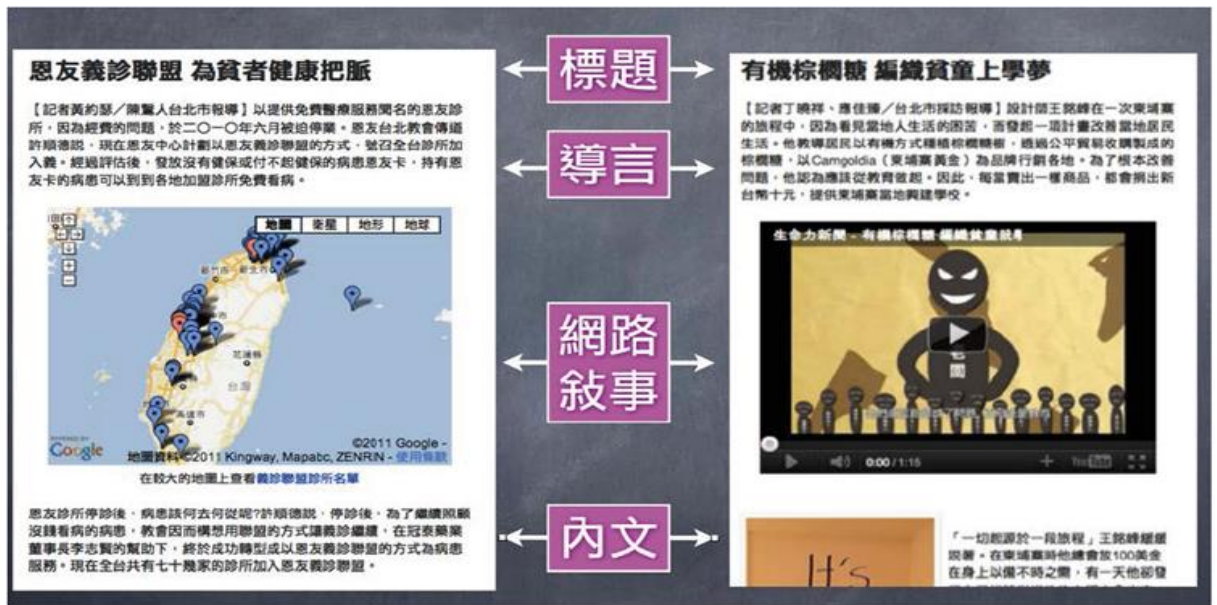 恩友義診聯盟 為貧者健康把脈
【記者黃約瑟／陳驚人台北市報導】以提供免費醫療服務聞名的恩友診
所，因為經費的問題，於二〇一〇年六月被迫停業。恩友台北教會傳道
許順德說，現在恩友中心計劃以恩友義診聯盟的方式，號召全台診所加
入義。經過評估後，發放沒有健保或付不起健保的病患恩友卡，持有恩
友卡的病患可以到到各地加盟診所免費看病。
地圖 衛星 地形 地球
新竹市 新北市
中市
花蓮縣
台灣
高雄市
POWERED BY
Google
©2011 Google -
地圖資料 ©2011 Kingway, Mapabc, ZENRIN - 使用條款
在較大的地圖上查看義診聯盟診所名單
恩友診所停診後，病患該何去何從呢?許順德說，停診後，為了繼續照顧
沒錢看病的病患，教會因而構想用聯盟的方式讓義診繼續，在冠泰藥業
董事長李志賢的幫助下，終於成功轉型成以恩友義診聯盟的方式為病患
服務。現在全台共有七十幾家的診所加入恩友義診聯盟。
標題
導言
網路
敍事
內文
有機棕櫚糖 編織貧童上學夢
【記者丁曉祥、應佳臻／台北市採訪報導】設計師王銘峰在一次柬埔寨
的旅程中，因為看見當地人生活的困苦，而發起一項計畫改善當地居民
生活。他教導居民以有機方式種植棕櫚糖樹，透過公平貿易收購製成的
棕櫚糖，以Camgoldia（柬埔寨黃金）為品牌行銷各地。為了根本改善
問題，他認為應該從教育做起。因此，每當賣出一樣商品，都會捐出新
台幣十元，提供柬埔寨當地興建學校。
生命力新聞 - 有機棕櫚糖 編織貧童就學
老闆
0:00 / 1:15
YouTube
It's
「一切起源於一段旅程」王銘峰緩緩
說著。在柬埔寨時他總會放100美金
在身上以備不時之需，有一天他卻發